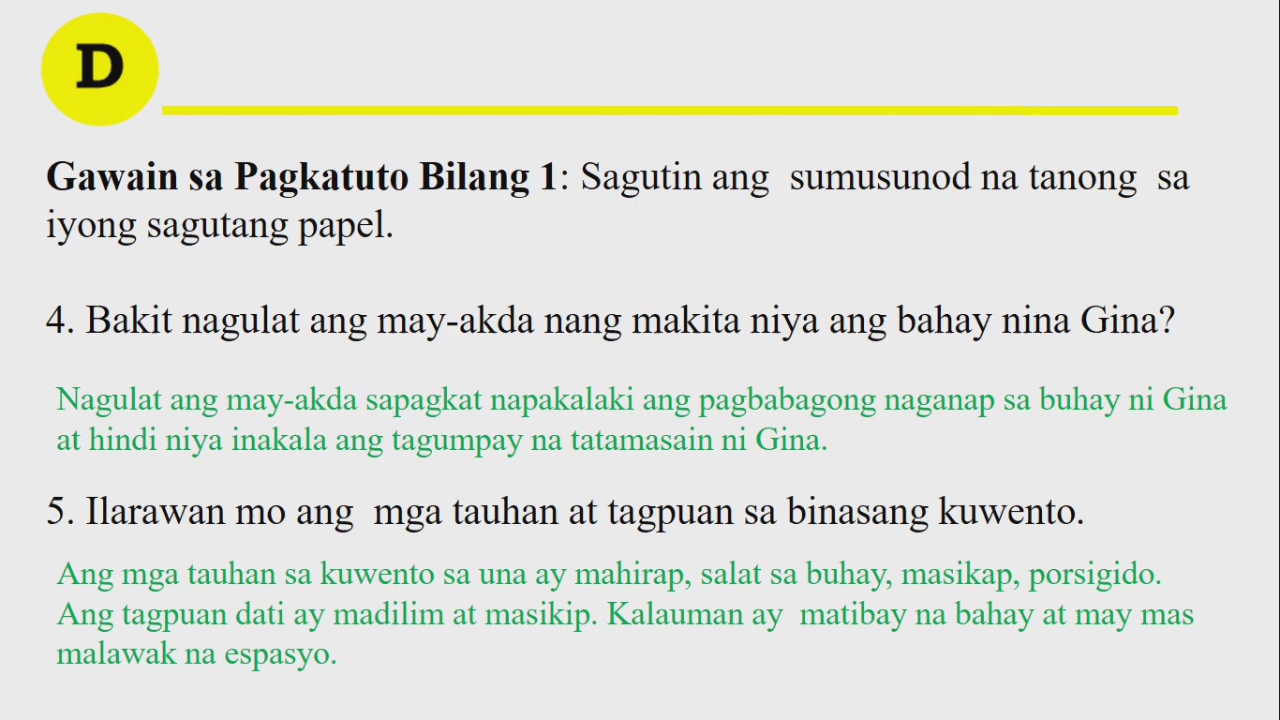 D
Gawain sa Pagkatuto Bilang 1: Sagutin ang  sumusunod na tanong  sa
iyong sagutang papel.
4. Bakit nagulat ang may-akda nang makita niya ang bahay nina Gina?
Nagulat ang may-akda sapagkat napakalaki ang pagbabagong naganap sa buhay ni Gina
at hindi niya inakala ang tagumpay na tatamasain ni Gina.
5. Ilarawan mo ang  mga tauhan at tagpuan sa binasang kuwento.
Ang mga tauhan sa kuwento sa una ay mahirap, salat sa buhay, masikap, porsigido.
Ang tagpuan dati ay madilim at masikip. Kalauman ay  matibay na bahay at may mas
malawak na espasyo.